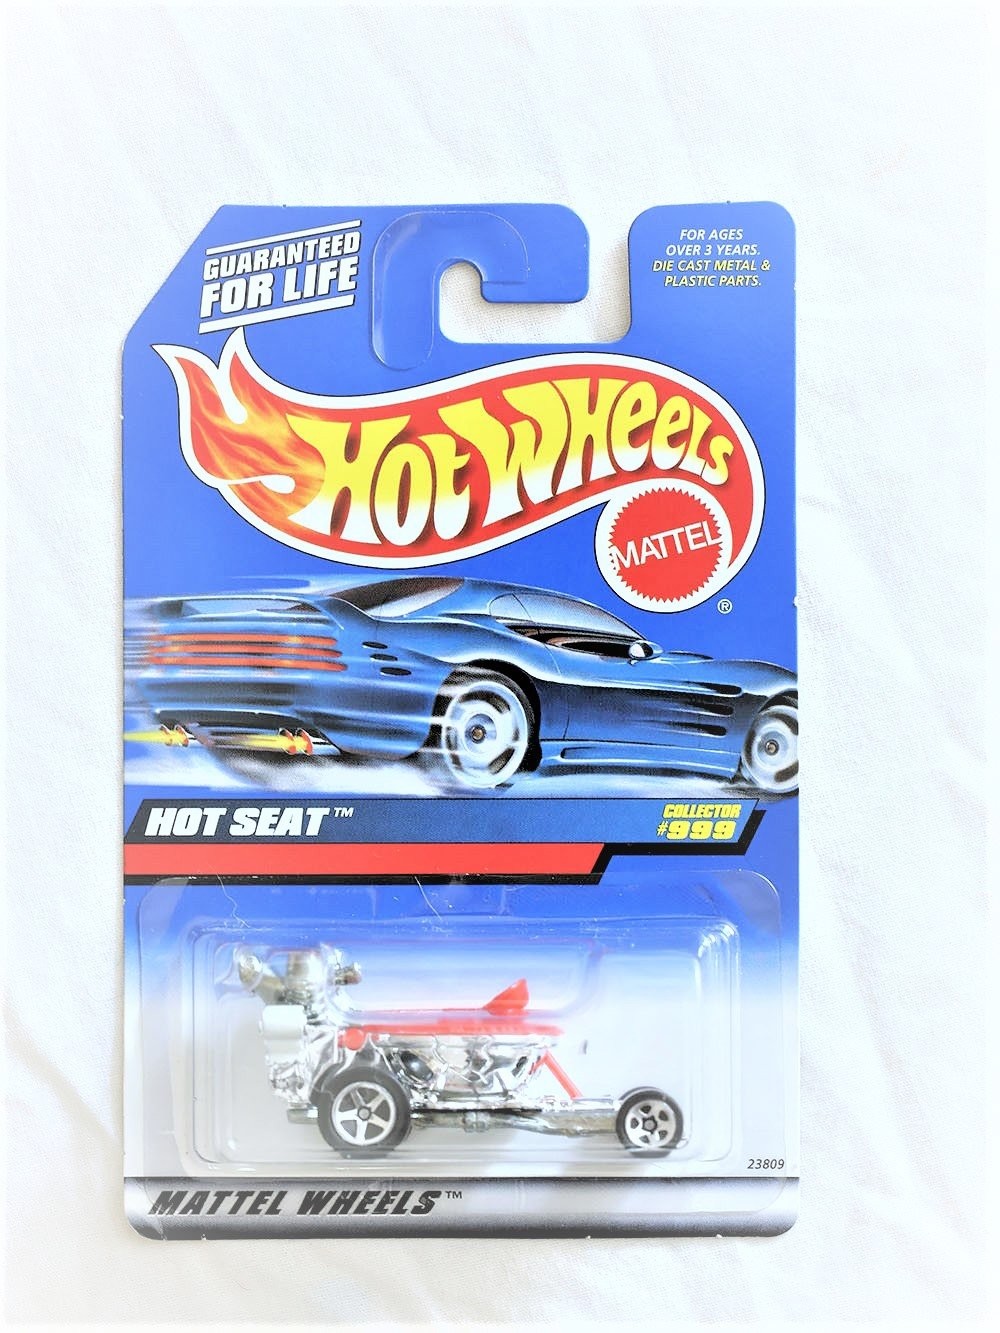 GUARANTEED
FOR LIFE
FOR AGES
OVER 3 YEARS.
DIE CAST METAL &
PLASTIC PARTS.
HOT WHEELS
MATTEL
®
HOT SEAT™
COLLECTOR
#999
23809
MATTEL WHEELS™